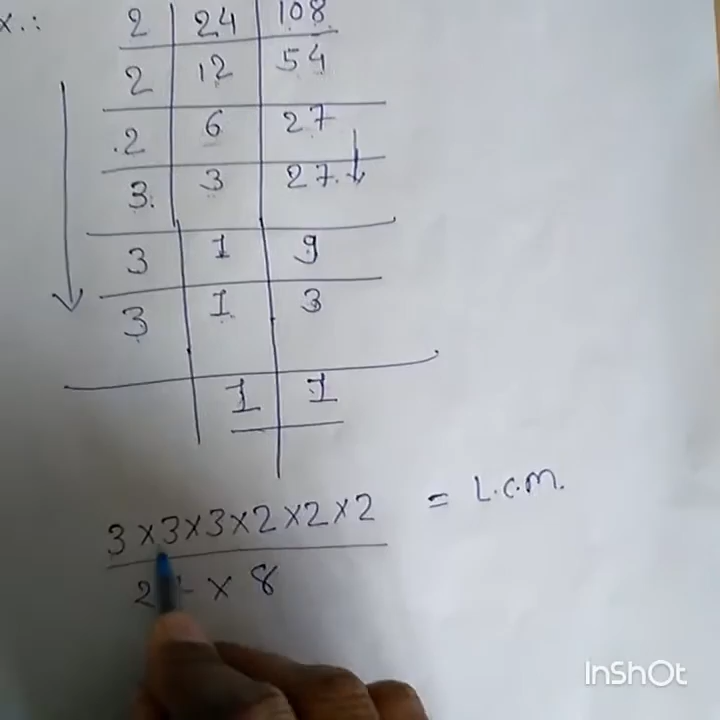 x.: 2 24 108
2 12 54
.2 6 27
3. 3 27.↓
3 1 9
3 1 3
1 1
3×3×3×2×2×2 = L.C.M.
× 8
InShOt